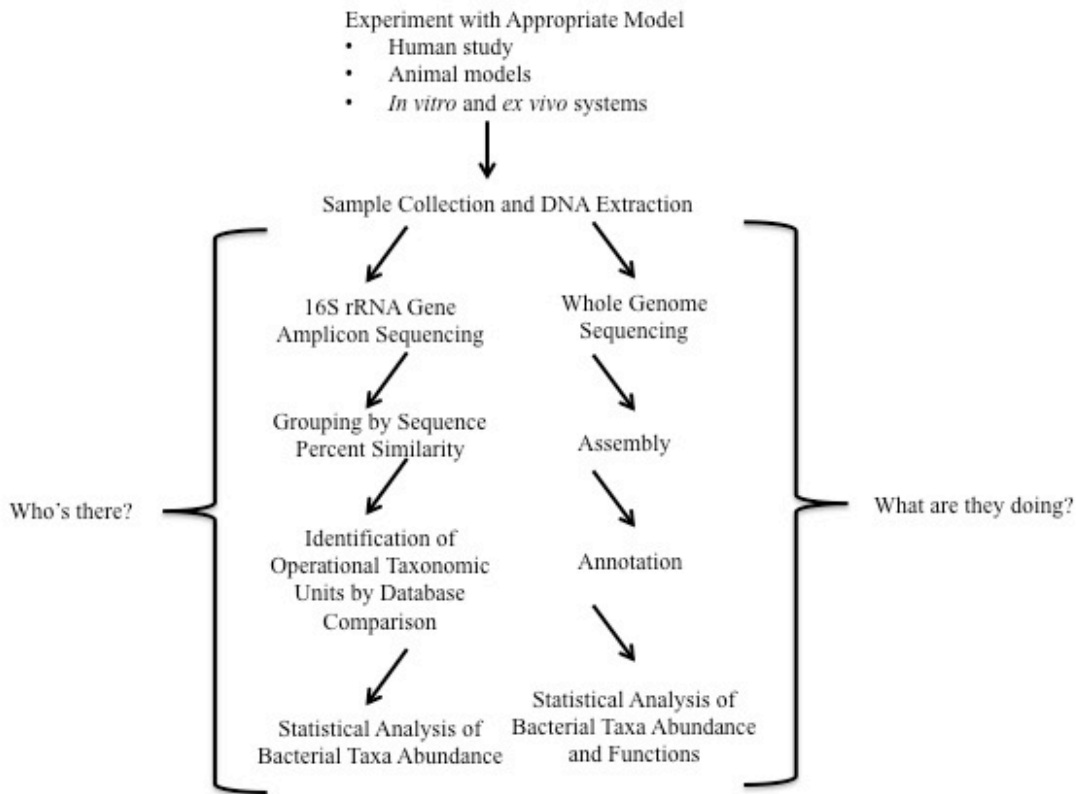 Experiment with Appropriate Model
• Human study
• Animal models
• In vitro and ex vivo systems
Sample Collection and DNA Extraction
16S rRNA Gene
Amplicon Sequencing
Grouping by Sequence
Percent Similarity
Identification of
Operational Taxonomic
Units by Database
Comparison
Statistical Analysis of
Bacterial Taxa Abundance
Who's there?
Whole Genome
Sequencing
Assembly
Annotation
Statistical Analysis of
Bacterial Taxa Abundance
and Functions
What are they doing?